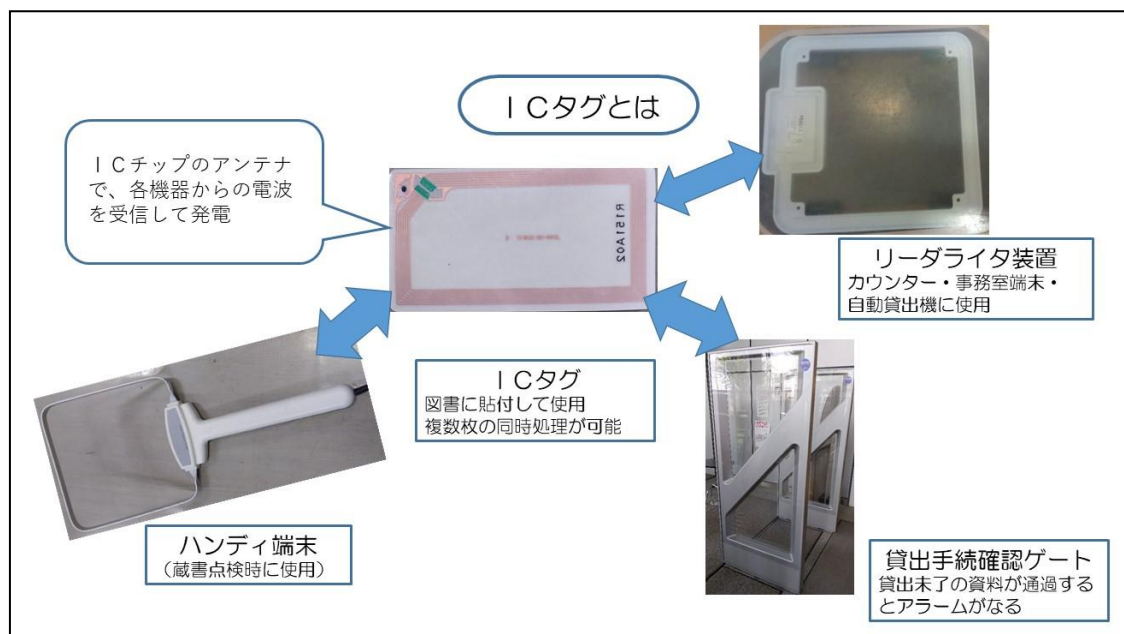 ＩＣタグとは
ＩＣチップのアンテナ
で、各機器からの電波
を受信して発電
R151A02
リーダライタ装置
カウンター・事務室端末・
自動貸出機に使用
ＩＣタグ
図書に貼付して使用
複数枚の同時処理が可能
ハンディ端末
（蔵書点検時に使用）
貸出手続確認ゲート
貸出未了の資料が通過する
とアラームがなる